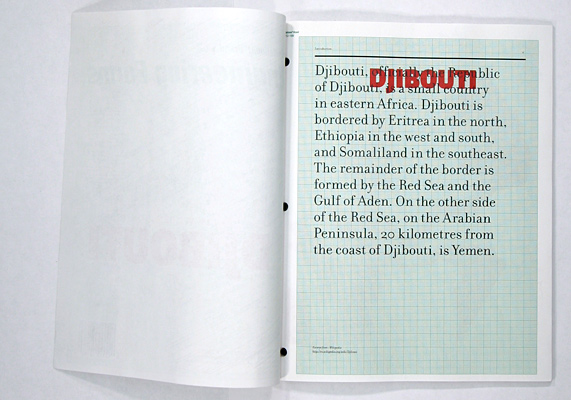 DJIBOUTI
Djibouti, officially the Republic
of Djibouti, is a small country
in eastern Africa. Djibouti is
bordered by Eritrea in the north,
Ethiopia in the west and south,
and Somaliland in the southeast.
The remainder of the border is
formed by the Red Sea and the
Gulf of Aden. On the other side
of the Red Sea, on the Arabian
Peninsula, 20 kilometres from
the coast of Djibouti, is Yemen.